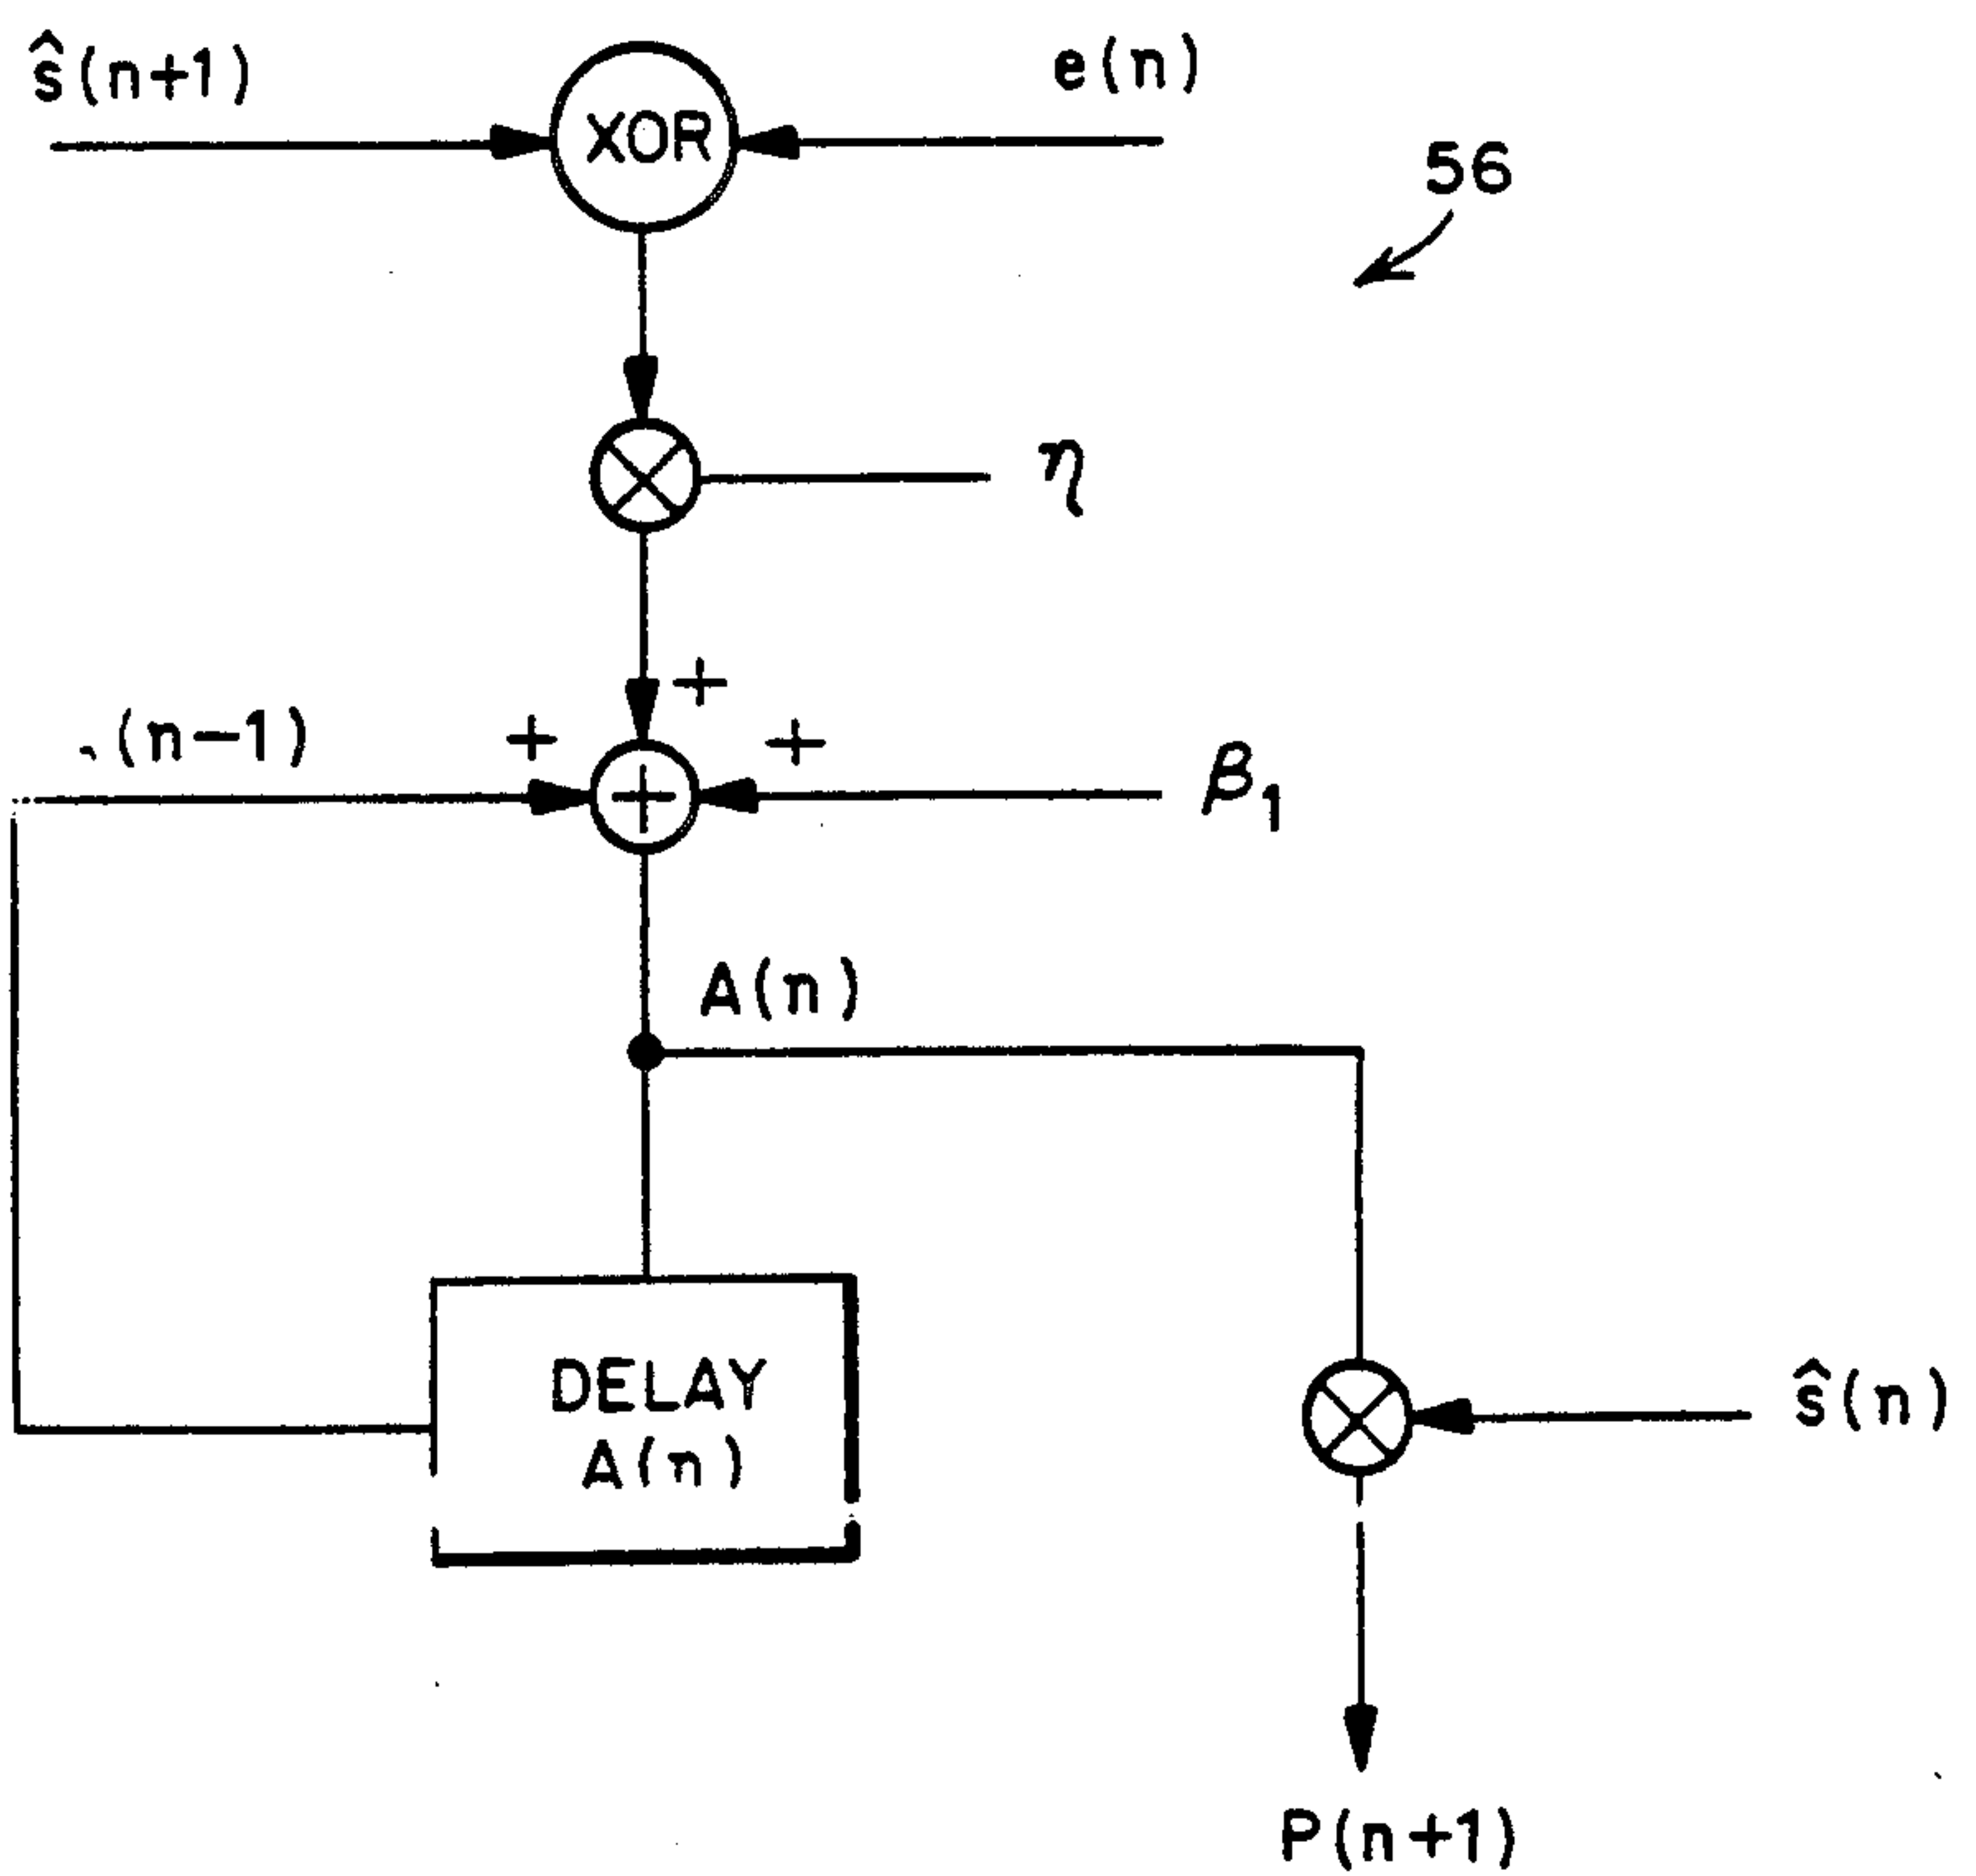 ŝ(n+1)
XOR
e(n)
56
η
+
(n-1)
+
+
β1
A(n)
DELAY
A(n)
ŝ(n)
P(n+1)